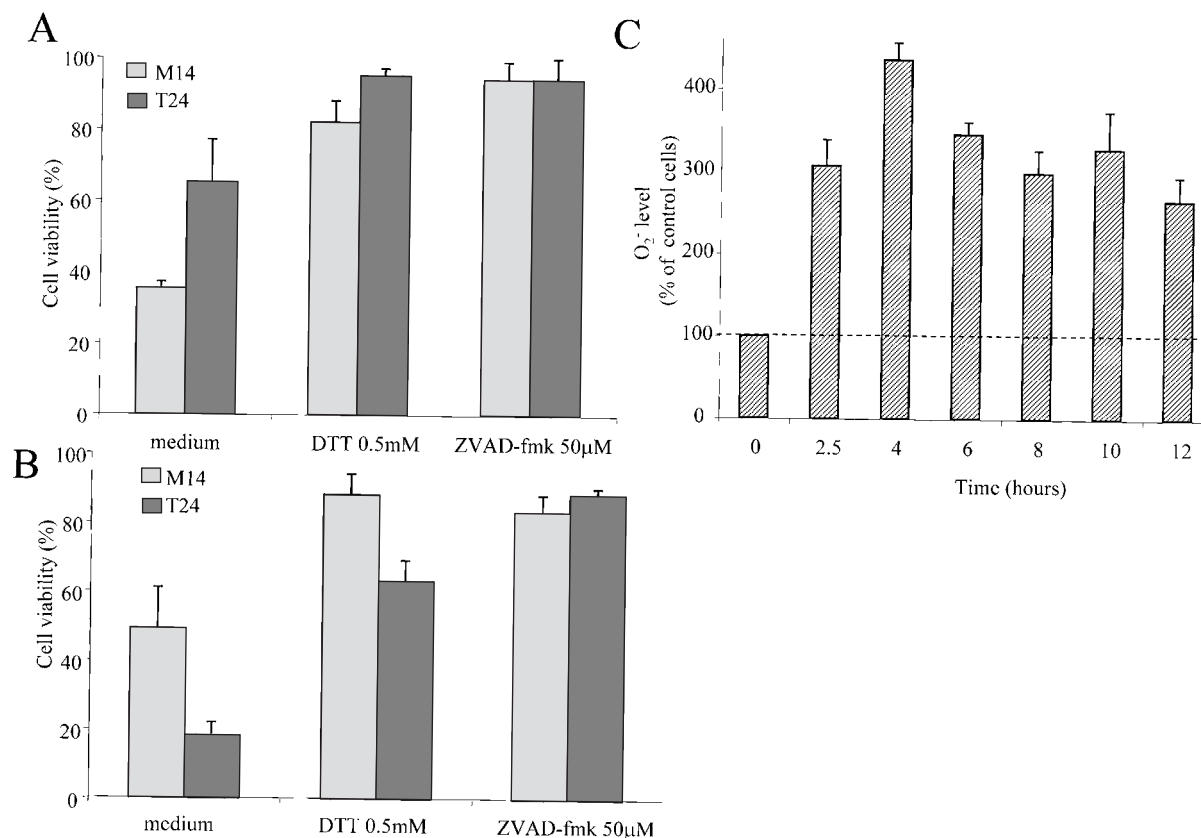 A
100
80
60
40
20
0
Cell viability (%)
M14
T24
medium
DTT 0.5mM
ZVAD-fmk 50µM
B
100
80
60
40
20
0
Cell viability (%)
M14
T24
medium
DTT 0.5mM
ZVAD-fmk 50µM
C
400
300
200
100
0
O2- level
(% of control cells)
0 2.5 4 6 8 10 12
Time (hours)